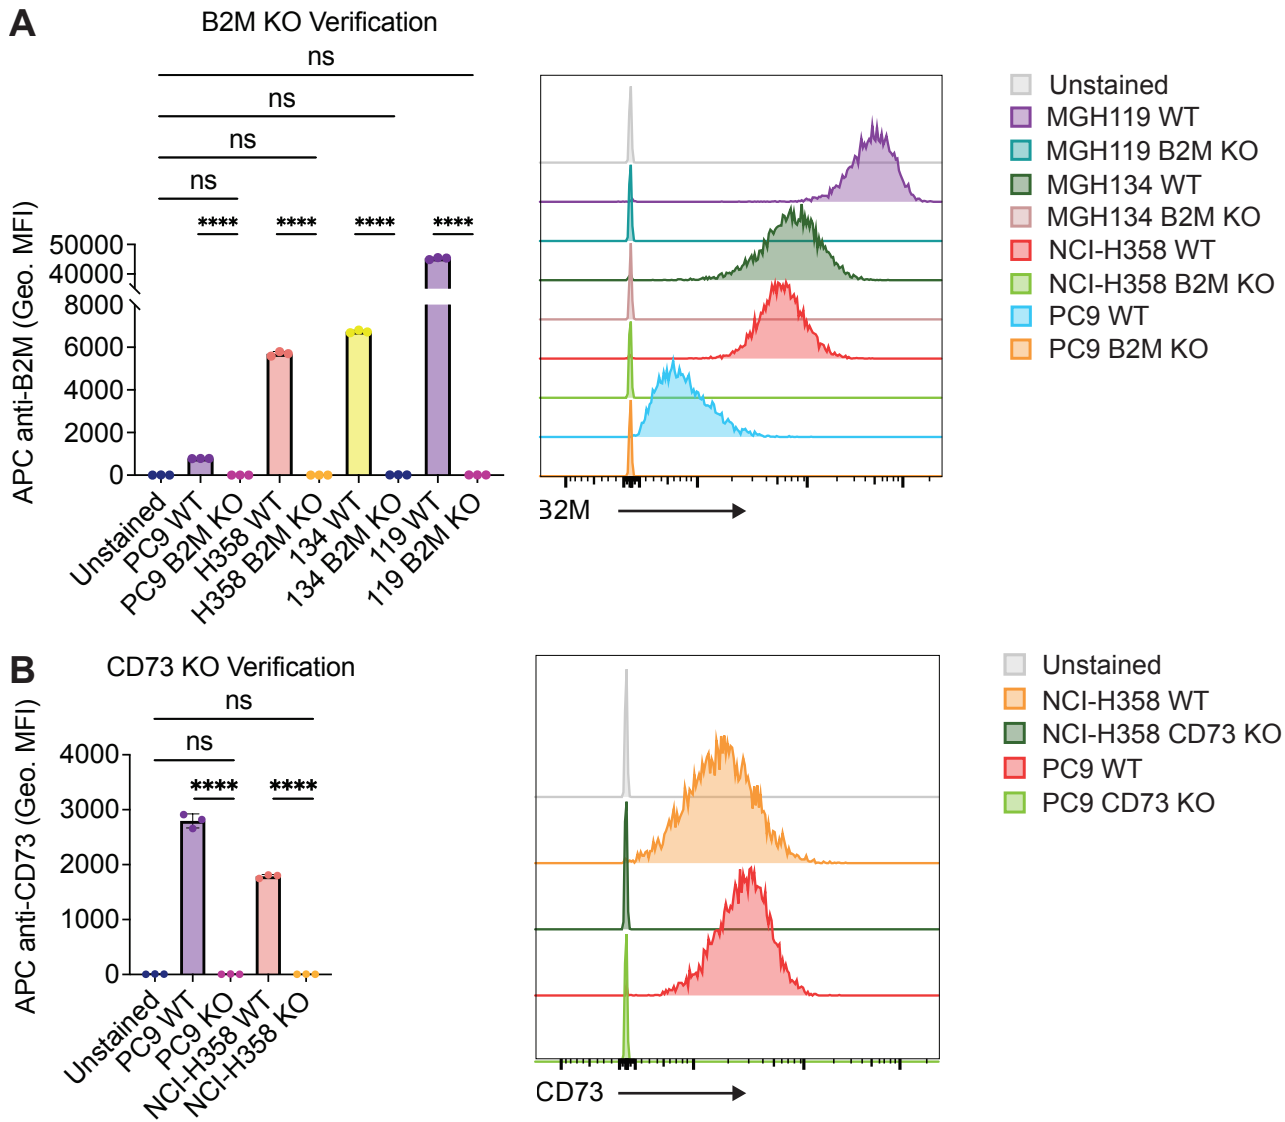 A
B2M KO Verification
ns
ns
ns
ns
**** **** **** ****
APC anti-B2M (Geo. MFI)
50000
40000
8000
6000
4000
2000
0
Unstained
PC9 WT
PC9 B2M KO
H358 WT
H358 B2M KO
134 WT
134 B2M KO
119 WT
119 B2M KO
B2M
Unstained
MGH119 WT
MGH119 B2M KO
MGH134 WT
MGH134 B2M KO
NCI-H358 WT
NCI-H358 B2M KO
PC9 WT
PC9 B2M KO
B
CD73 KO Verification
ns
ns
**** ****
APC anti-CD73 (Geo. MFI)
4000
3000
2000
1000
0
Unstained
PC9 WT
PC9 KO
NCI-H358 WT
NCI-H358 KO
CD73
Unstained
NCI-H358 WT
NCI-H358 CD73 KO
PC9 WT
PC9 CD73 KO